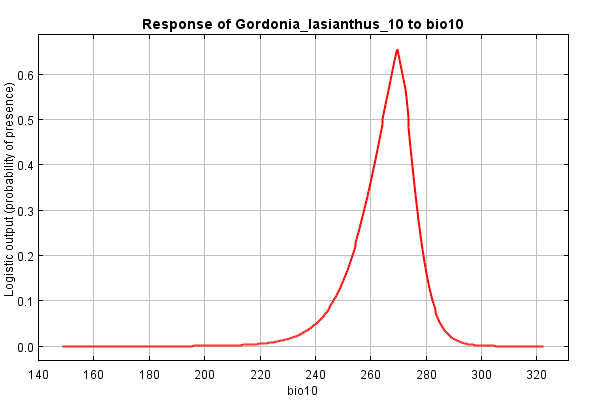 Response of Gordonia_lasianthus_10 to bio10
Logistic output (probability of presence)
0.6
0.5
0.4
0.3
0.2
0.1
0.0
140 160 180 200 220 240 260 280 300 320
bio10